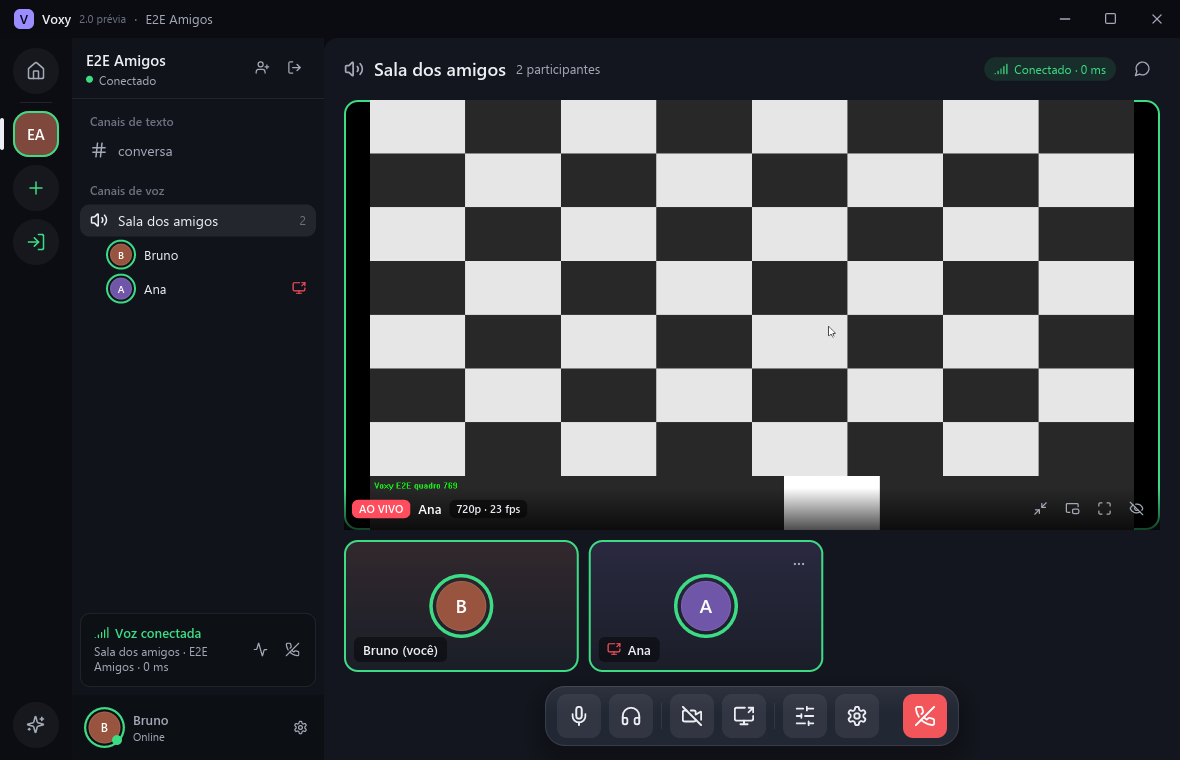 V Voxy 2.0 prévia · E2E Amigos
E2E Amigos
Conectado
EA
Canais de texto
# conversa
Canais de voz
Sala dos amigos 2
B Bruno
A Ana
Voz conectada
Sala dos amigos · E2E
Amigos · 0 ms
B Bruno
Online
Sala dos amigos 2 participantes
Conectado · 0 ms
Voxy E2E quadro 769
AO VIVO Ana 720p · 23 fps
B
Bruno (você)
A
Ana